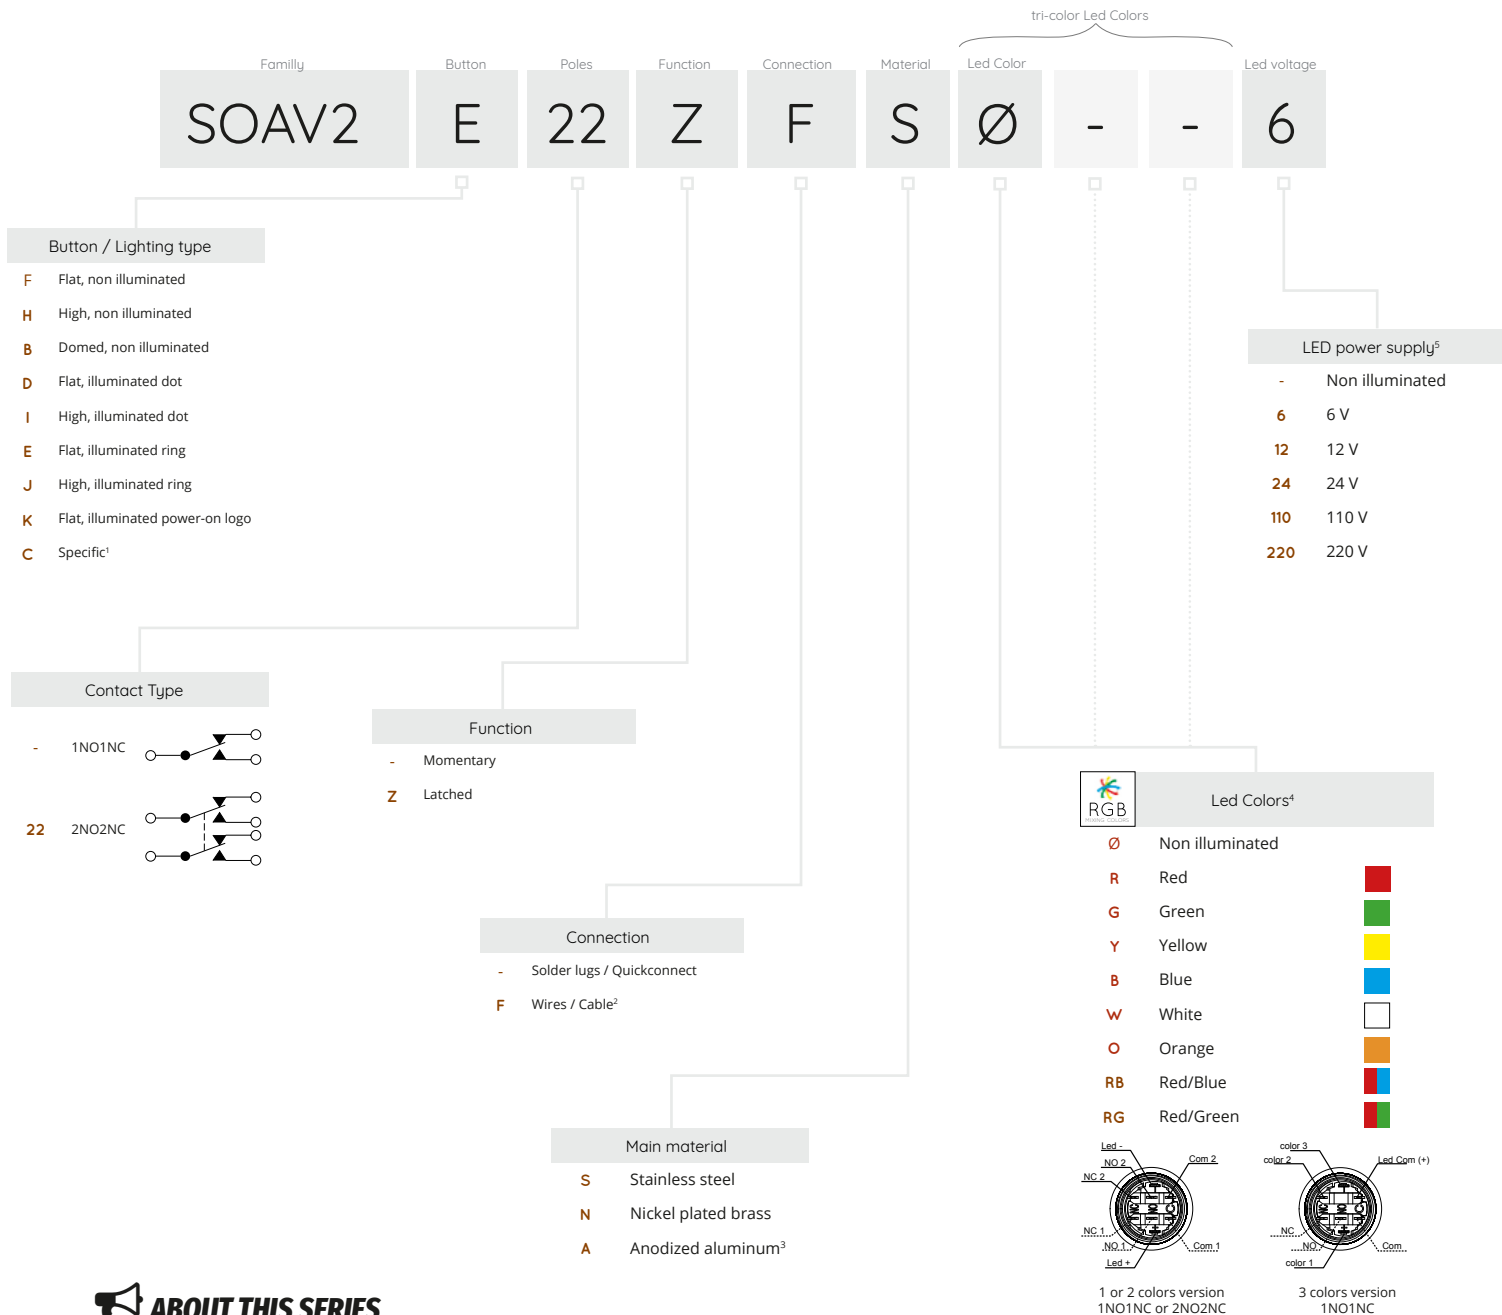 tri-color Led Colors
Familly Button Poles Function Connection Material Led Color Led voltage
SOAV2 E 22 Z F S Ø - - 6
Button / Lighting type
F Flat, non illuminated
H High, non illuminated
B Domed, non illuminated
D Flat, illuminated dot
I High, illuminated dot
E Flat, illuminated ring
J High, illuminated ring
K Flat, illuminated power-on logo
C Specific¹
LED power supply⁵
- Non illuminated
6 6 V
12 12 V
24 24 V
110 110 V
220 220 V
Contact Type
- 1NO1NC
22 2NO2NC
Function
- Momentary
Z Latched
Connection
- Solder lugs / Quickconnect
F Wires / Cable²
Main material
S Stainless steel
N Nickel plated brass
A Anodized aluminum³
RGB
MIXING COLORS
Led Colors⁴
Ø Non illuminated
R Red
G Green
Y Yellow
B Blue
W White
O Orange
RB Red/Blue
RG Red/Green
Led -
NO 2
Com 2
NC 2
NC 1
NO 1
Com 1
Led +
NC NO C
1 or 2 colors version
1NO1NC or 2NO2NC
color 3
color 2
Led Com (+)
NC
NO
Com
color 1
NC NO C
3 colors version
1NO1NC
ABOUT THIS SERIES